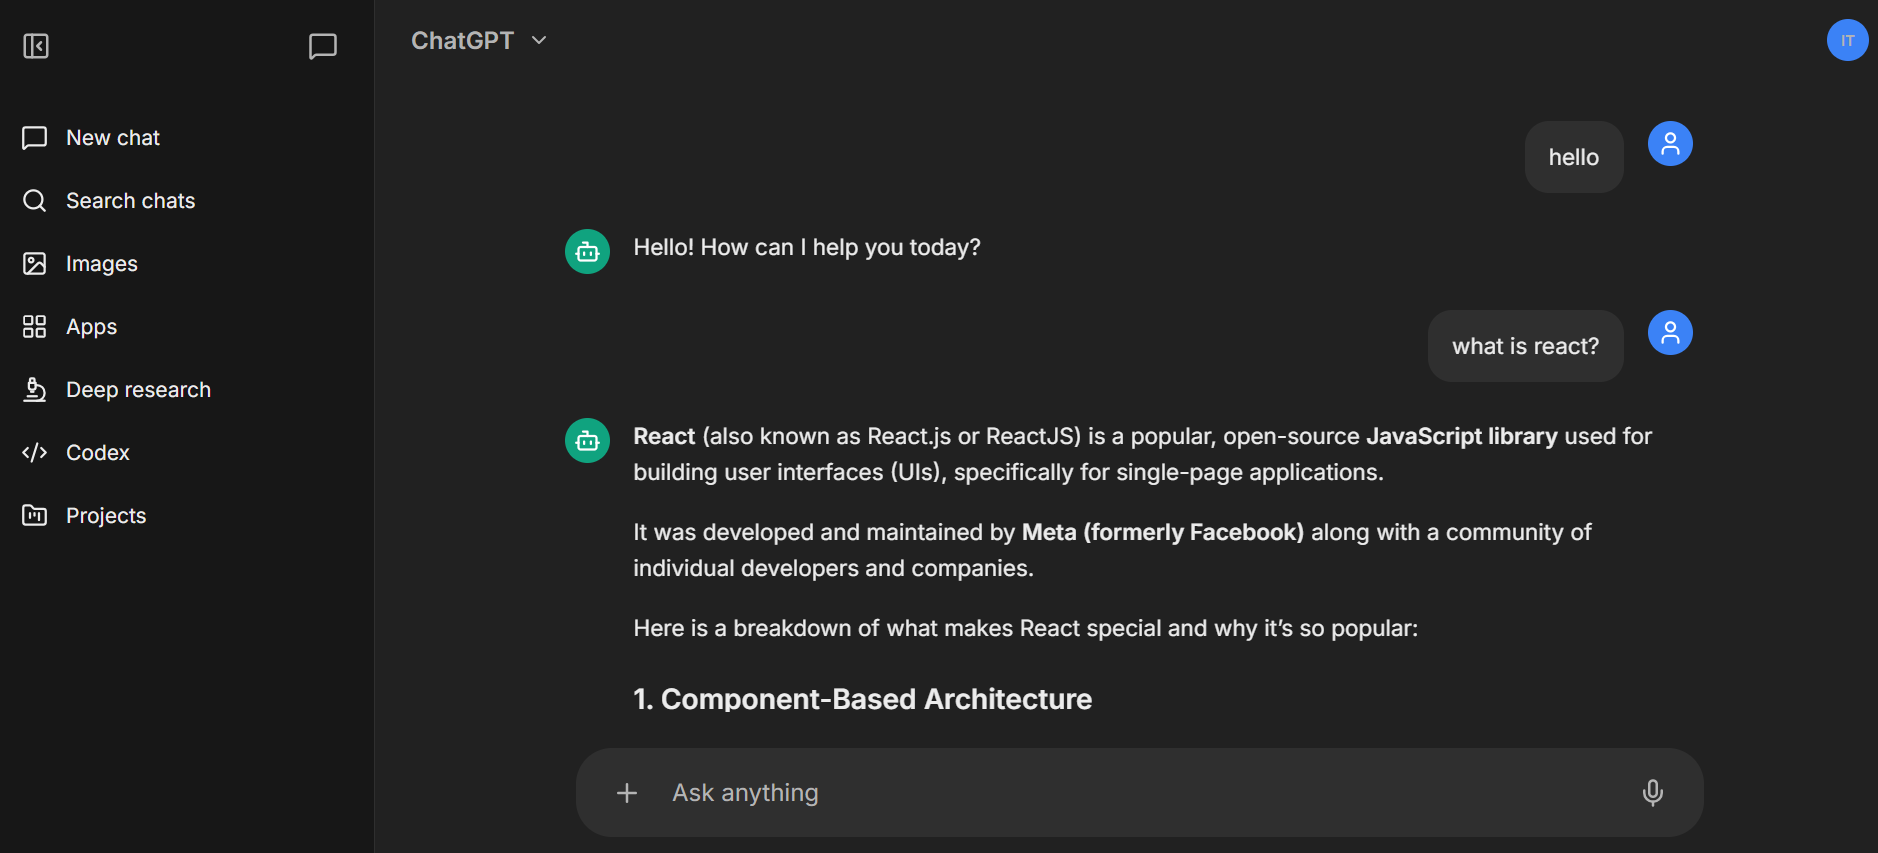 ChatGPT
IT
New chat
Search chats
Images
Apps
Deep research
Codex
Projects
hello
Hello! How can I help you today?
what is react?
React (also known as React.js or ReactJS) is a popular, open-source JavaScript library used for
building user interfaces (UIs), specifically for single-page applications.
It was developed and maintained by Meta (formerly Facebook) along with a community of
individual developers and companies.
Here is a breakdown of what makes React special and why it’s so popular:
1. Component-Based Architecture
Ask anything